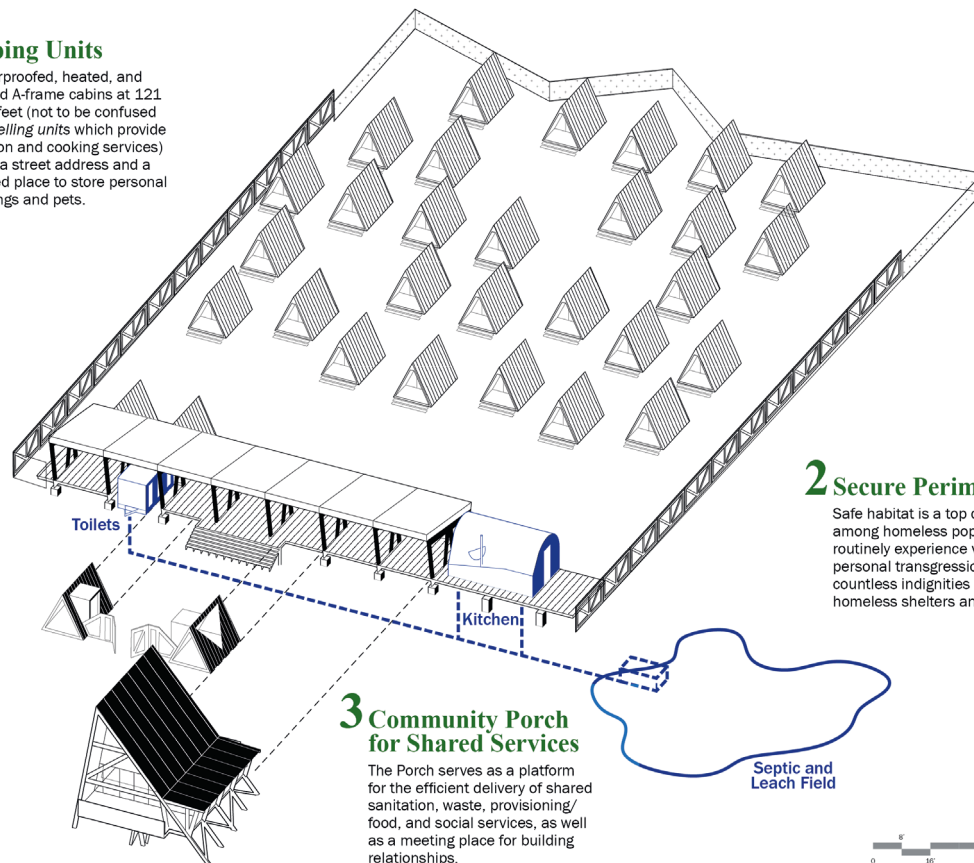 ping Units
rproofed, heated, and
d A-frame cabins at 121
feet (not to be confused
elling units which provide
on and cooking services)
a street address and a
ed place to store personal
ngs and pets.
Toilets
Kitchen
2 Secure Perim
Safe habitat is a top c
among homeless pop
routinely experience v
personal transgressio
countless indignities
homeless shelters an
3 Community Porch
for Shared Services
The Porch serves as a platform
for the efficient delivery of shared
sanitation, waste, provisioning/
food, and social services, as well
as a meeting place for building
relationships.
Septic and
Leach Field
8'
0 16'